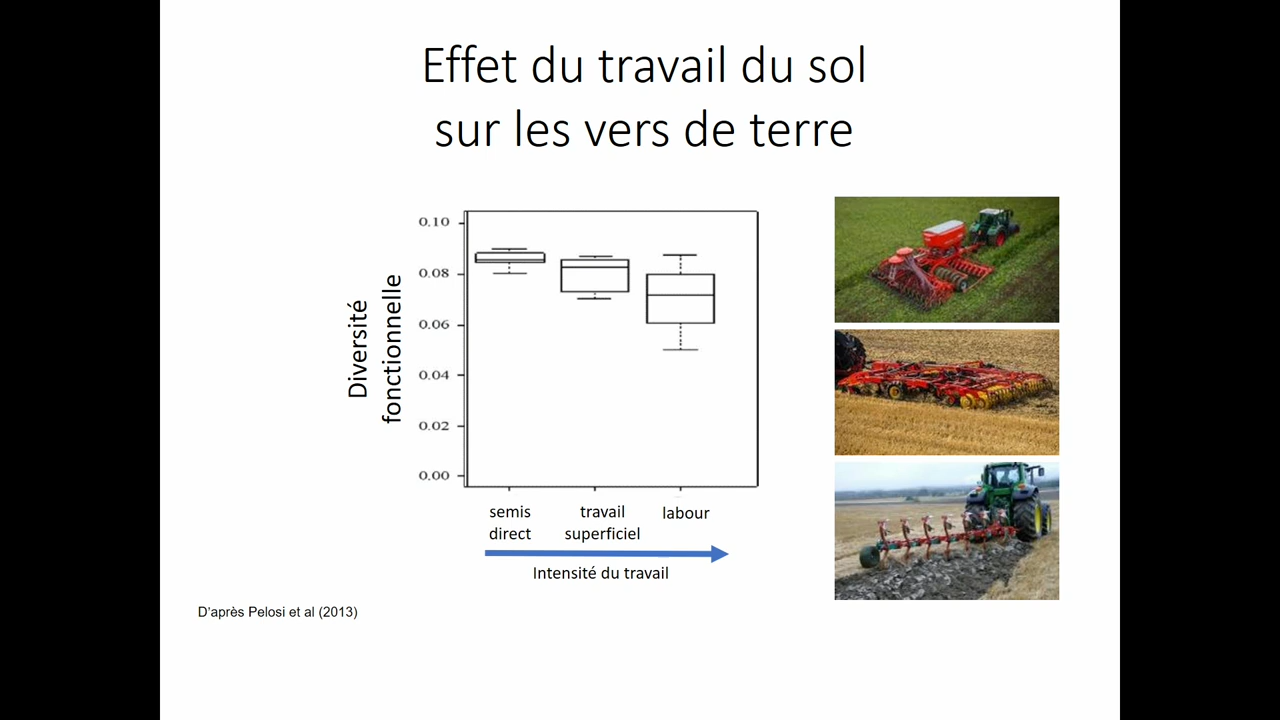 Effet du travail du sol
sur les vers de terre
Diversité
fonctionnelle
0.10
0.08
0.06
0.04
0.02
0.00
semis
direct
travail
superficiel
labour
Intensité du travail
D'après Pelosi et al (2013)